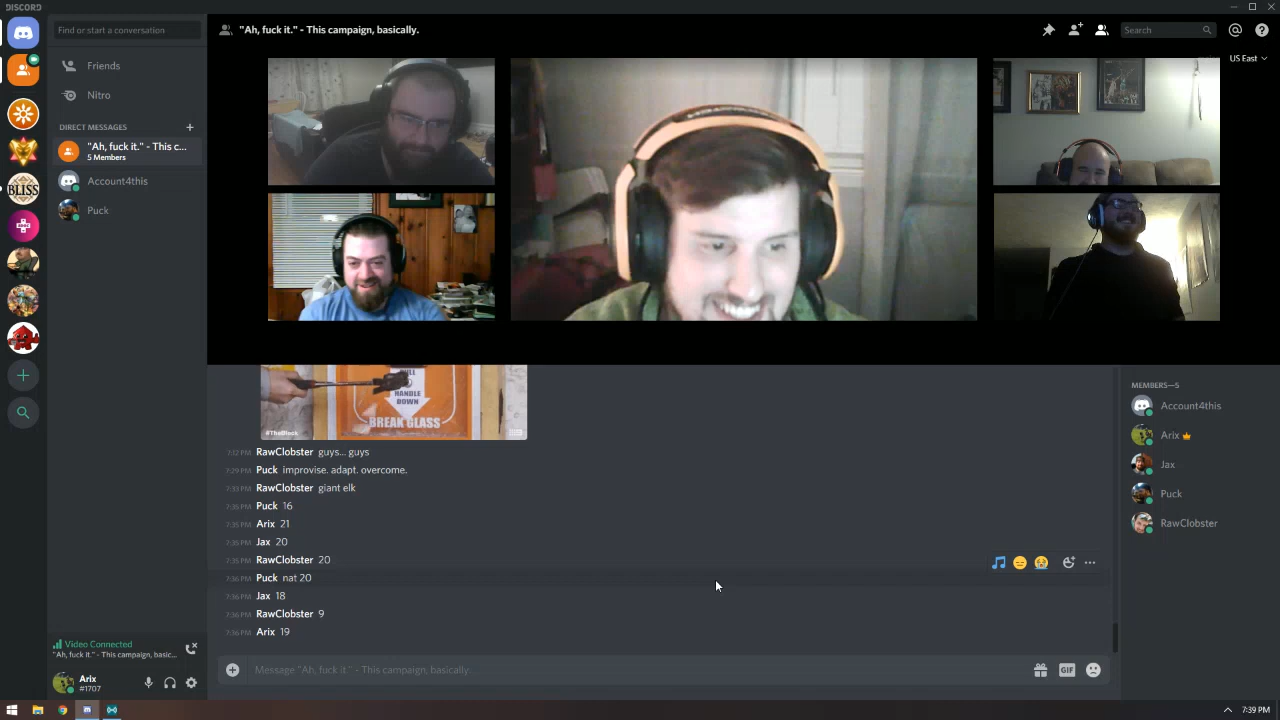 DISCORD
Find or start a conversation
"Ah, fuck it." - This campaign, basically.
Search
US East
Friends
Nitro
DIRECT MESSAGES
"Ah, fuck it." - This c...
5 Members
BLISS
Account4this
Puck
HANDLE
DOWN
BREAK GLASS
#TheBlock
7:12 PM RawClobster guys... guys
7:29 PM Puck improvise. adapt. overcome.
7:33 PM RawClobster giant elk
7:35 PM Puck 16
7:35 PM Arix 21
7:35 PM Jax 20
7:35 PM RawClobster 20
7:36 PM Puck nat 20
7:36 PM Jax 18
7:36 PM RawClobster 9
7:36 PM Arix 19
MEMBERS—5
Account4this
Arix
Jax
Puck
RawClobster
Video Connected
"Ah, fuck it." - This campaign, basic...
Arix
#1707
Message "Ah, fuck it." - This campaign, basically...
GIF
7:39 PM